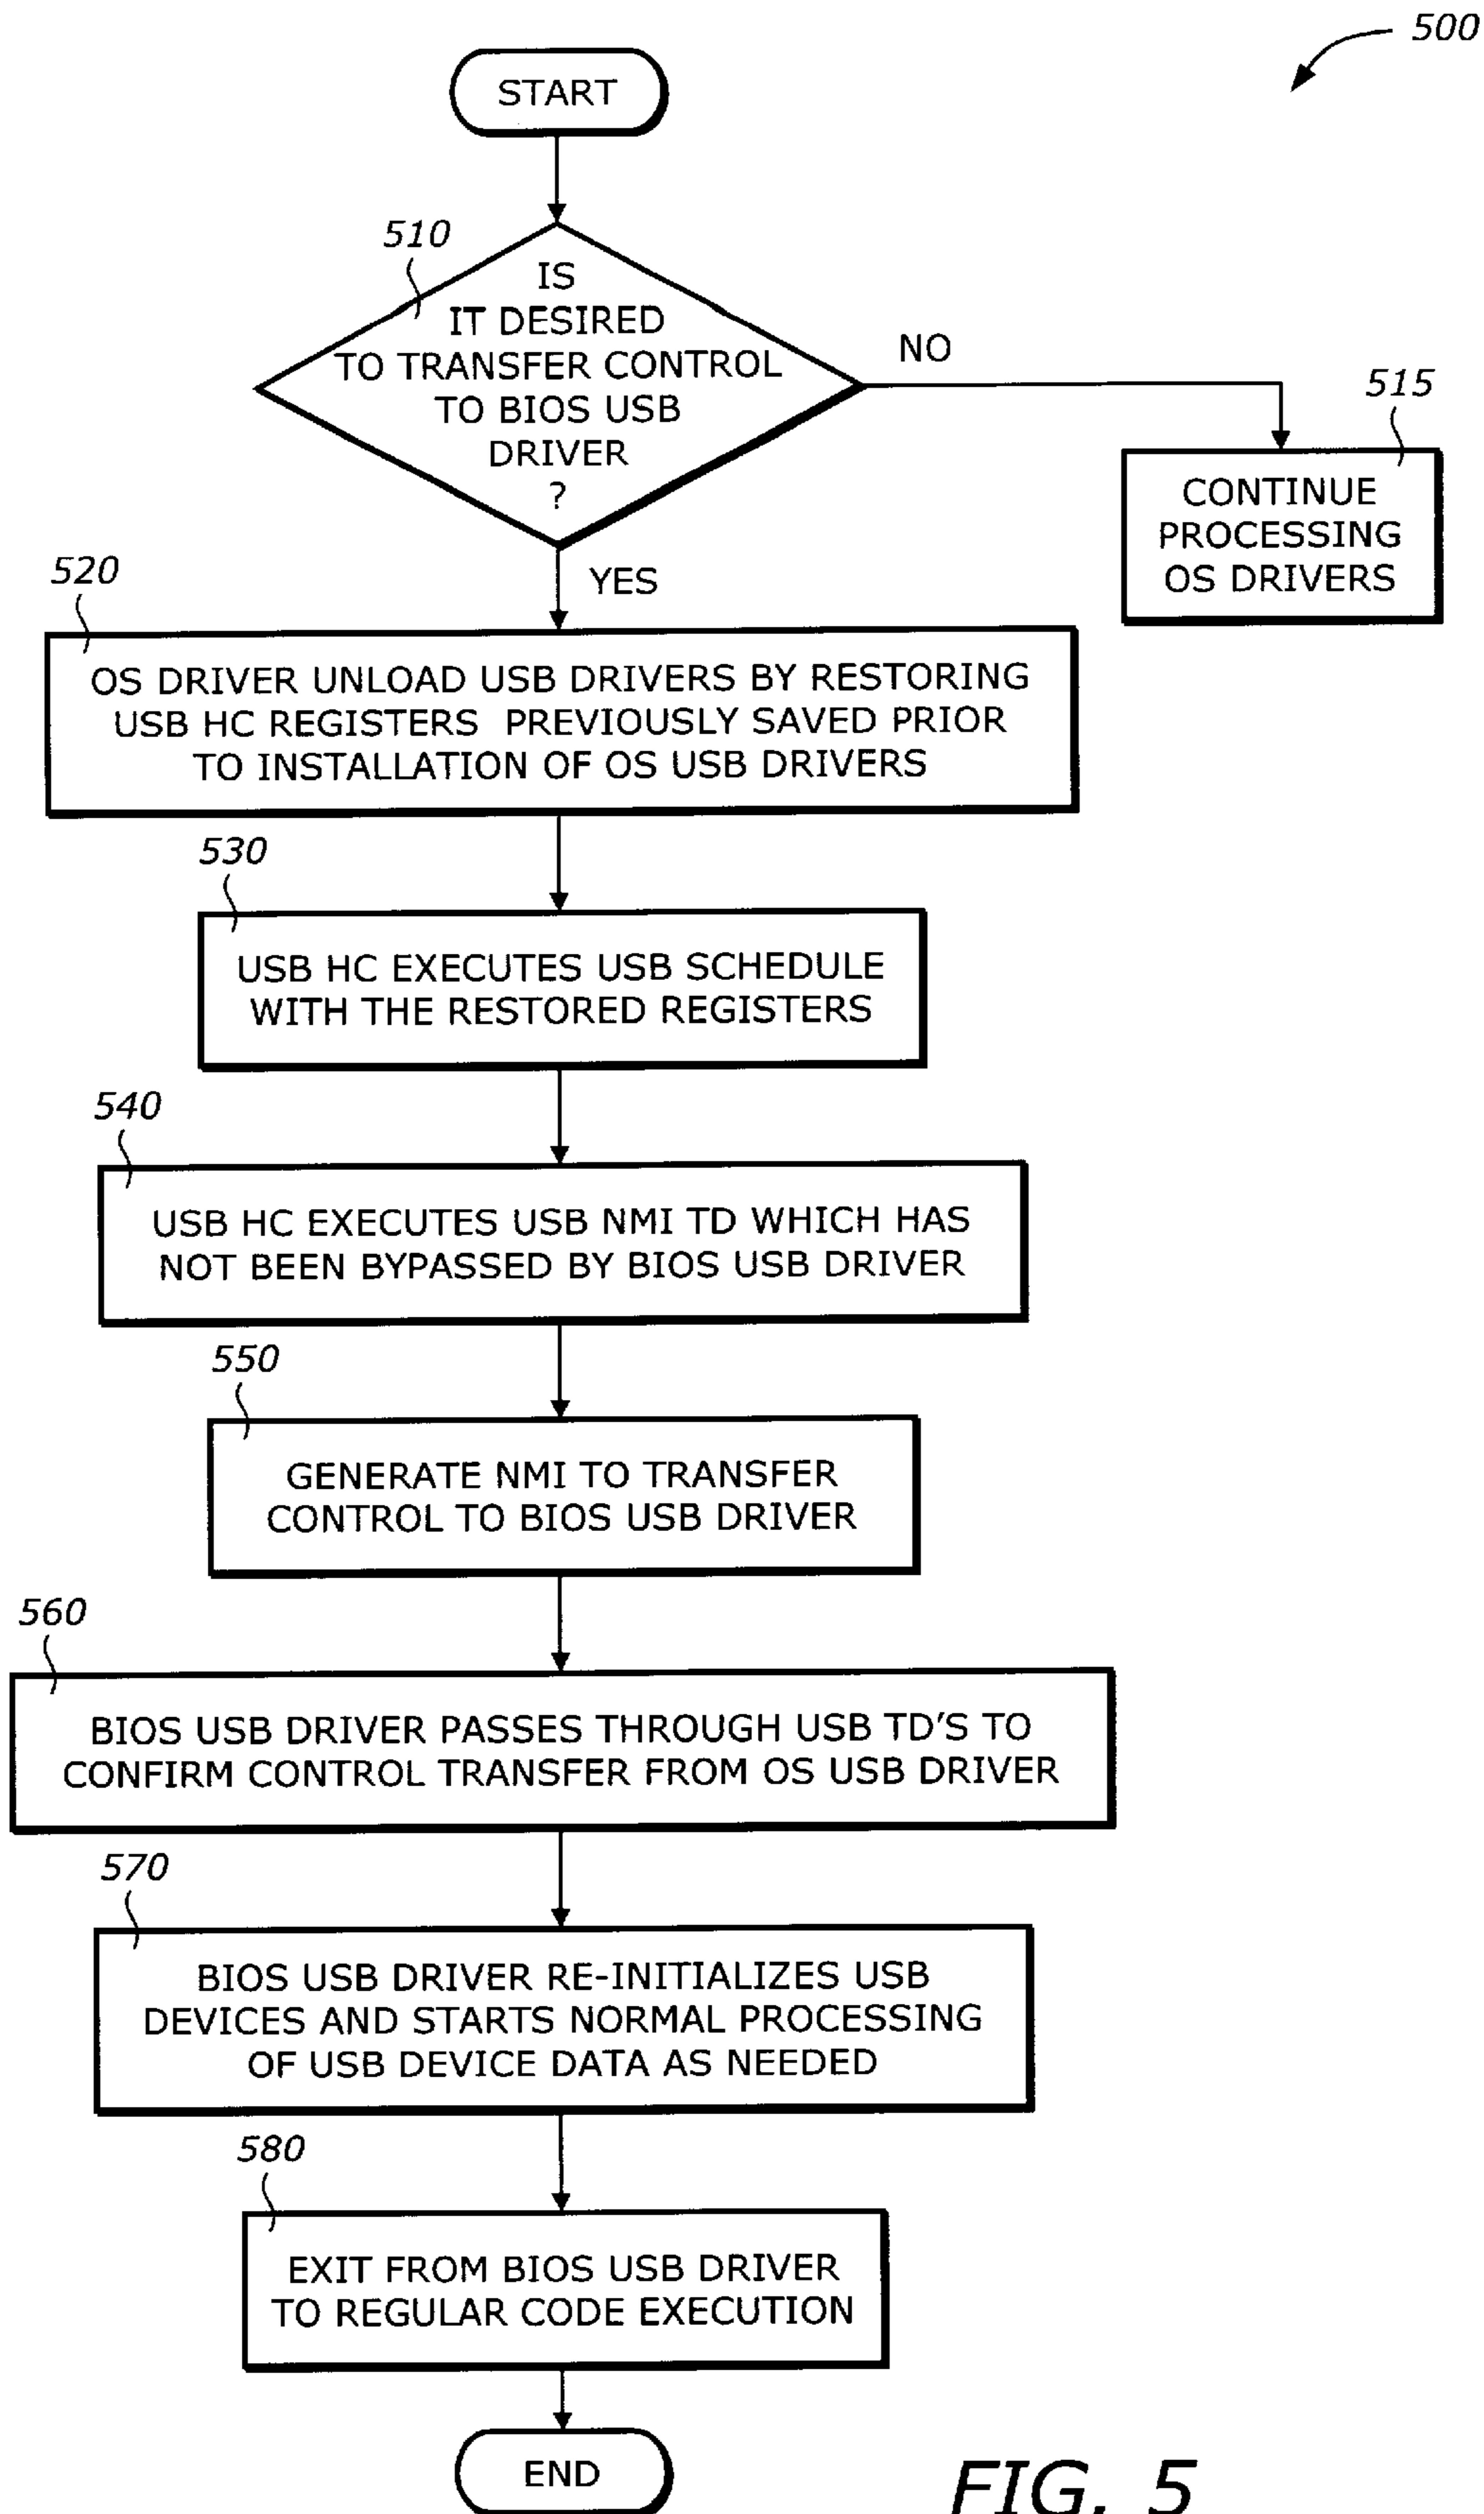 500
START
510
IS
IT DESIRED
TO TRANSFER CONTROL
TO BIOS USB
DRIVER
?
NO
515
CONTINUE
PROCESSING
OS DRIVERS
YES
520
OS DRIVER UNLOAD USB DRIVERS BY RESTORING
USB HC REGISTERS PREVIOUSLY SAVED PRIOR
TO INSTALLATION OF OS USB DRIVERS
530
USB HC EXECUTES USB SCHEDULE
WITH THE RESTORED REGISTERS
540
USB HC EXECUTES USB NMI TD WHICH HAS
NOT BEEN BYPASSED BY BIOS USB DRIVER
550
GENERATE NMI TO TRANSFER
CONTROL TO BIOS USB DRIVER
560
BIOS USB DRIVER PASSES THROUGH USB TD'S TO
CONFIRM CONTROL TRANSFER FROM OS USB DRIVER
570
BIOS USB DRIVER RE-INITIALIZES USB
DEVICES AND STARTS NORMAL PROCESSING
OF USB DEVICE DATA AS NEEDED
580
EXIT FROM BIOS USB DRIVER
TO REGULAR CODE EXECUTION
END
FIG. 5